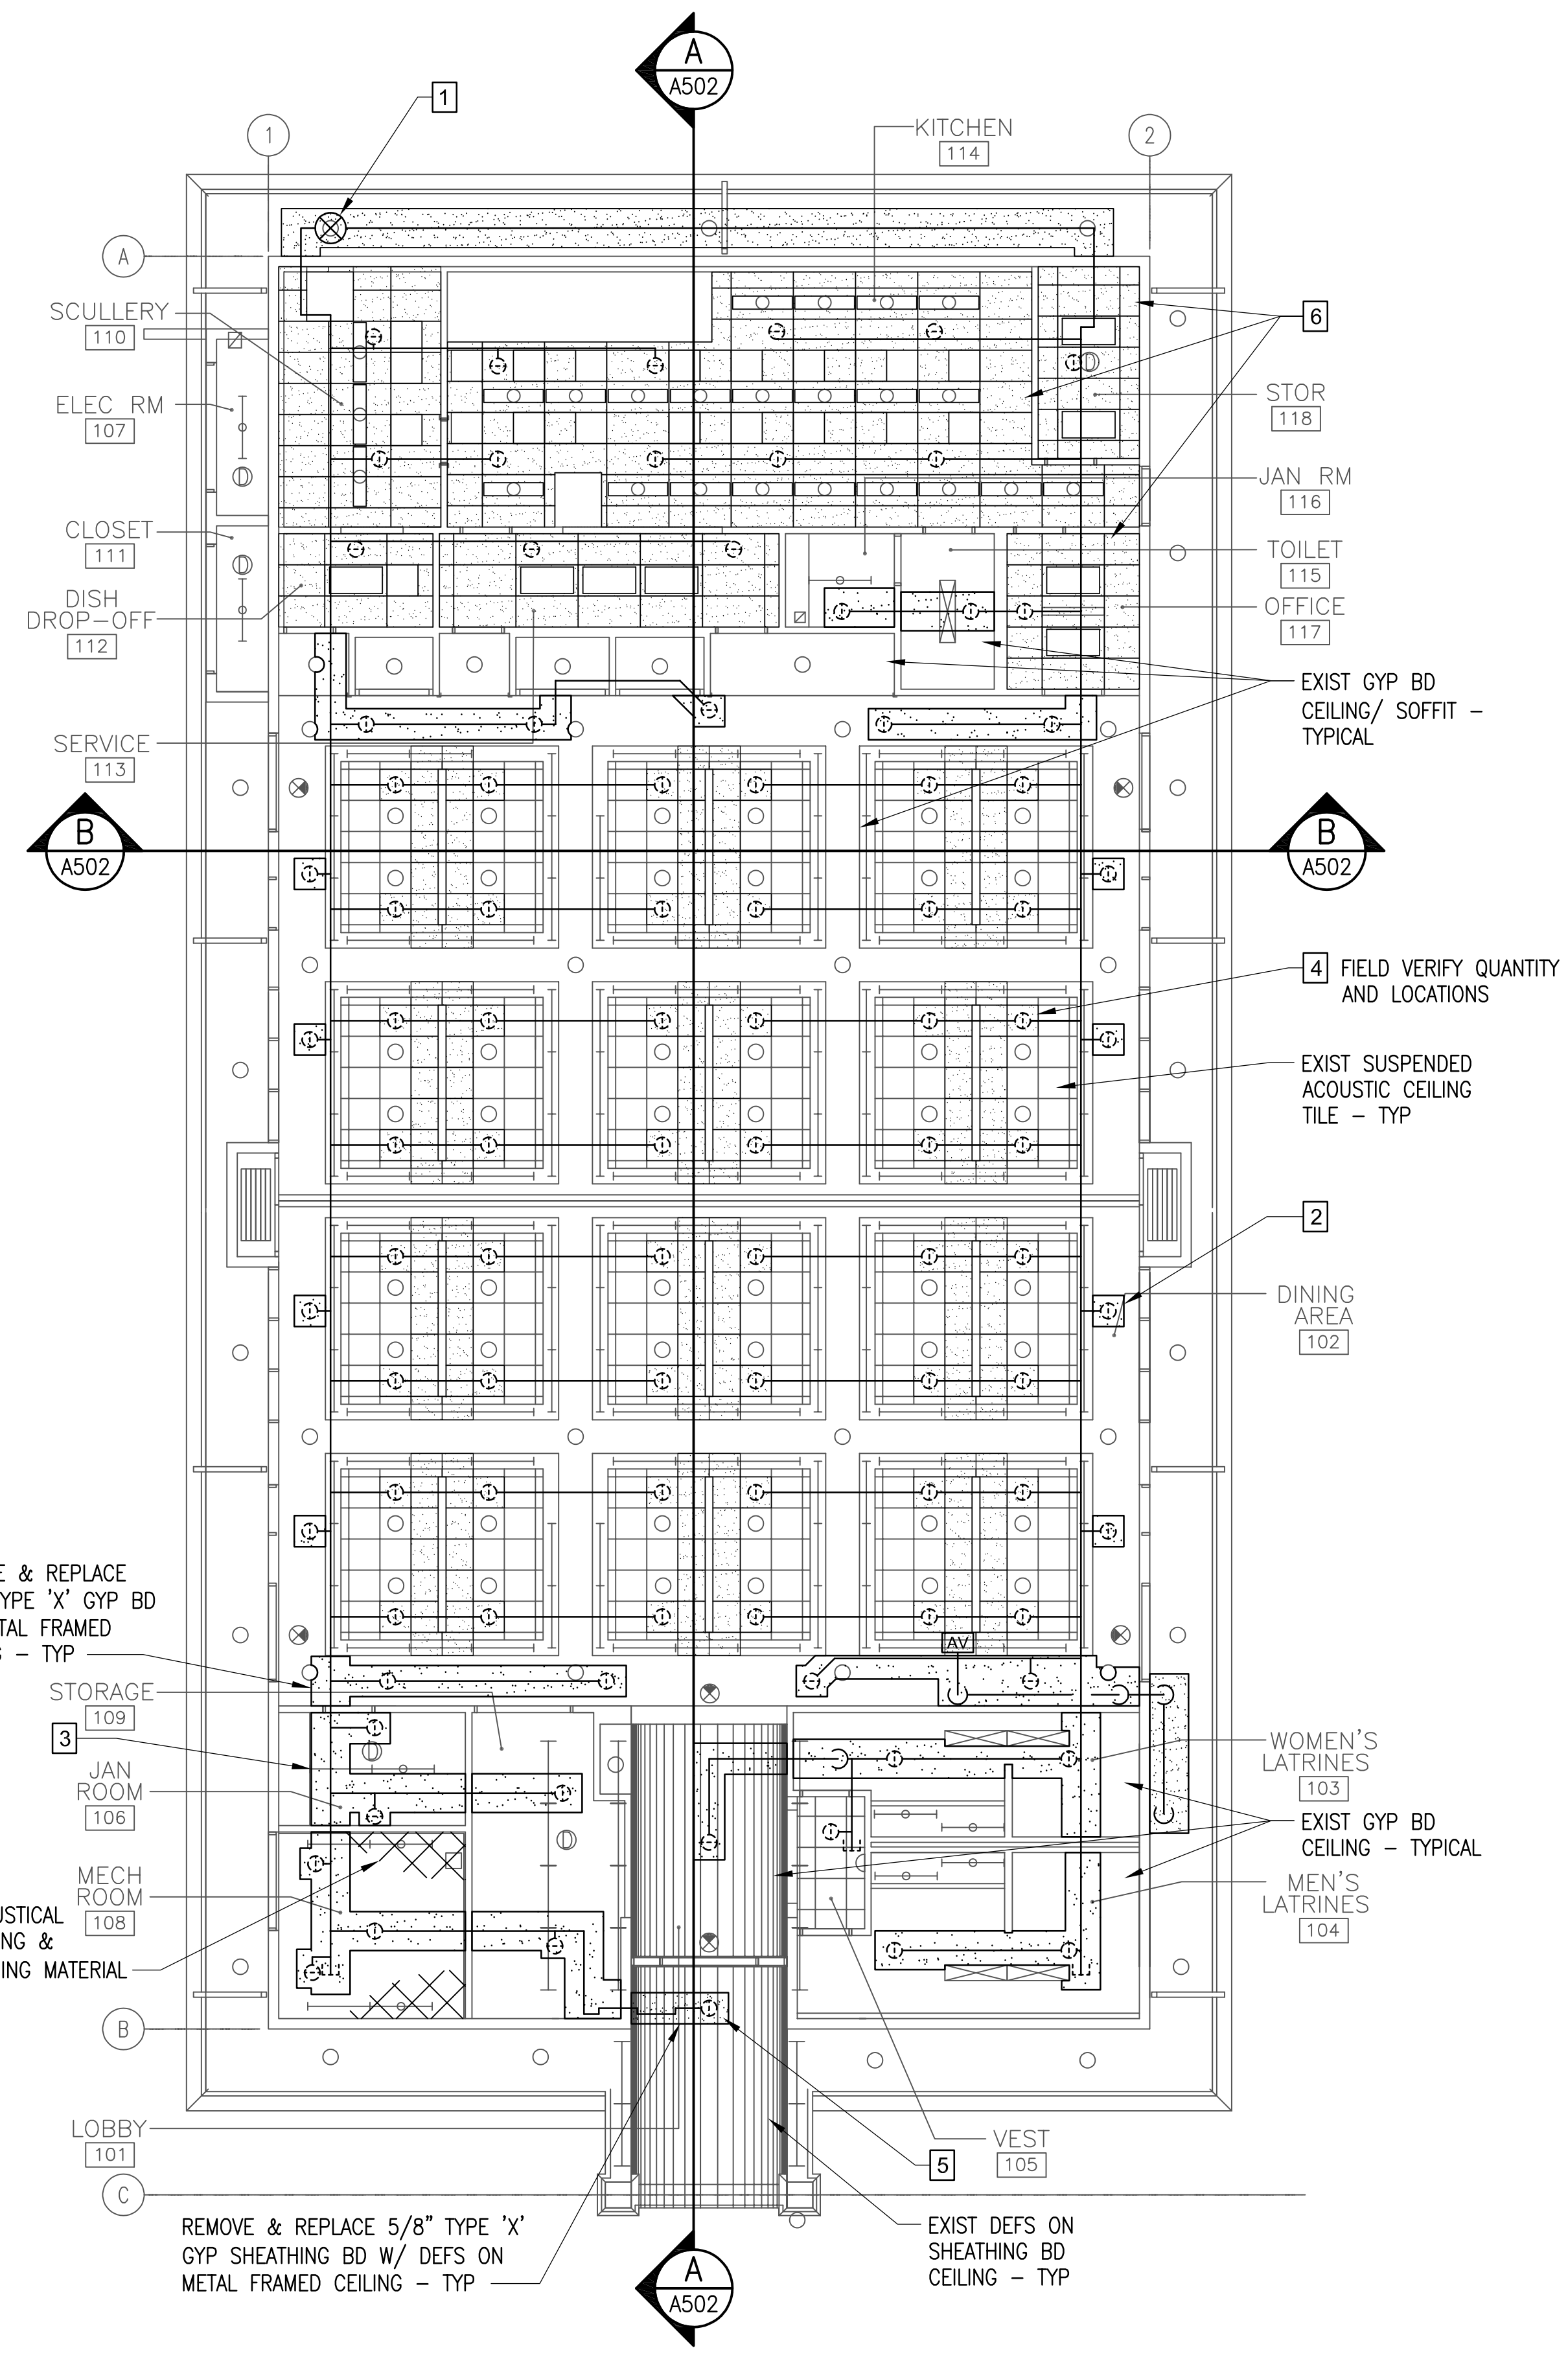 A
A502
1
1
2
KITCHEN
114
A
SCULLERY
110
6
ELEC RM
107
STOR
118
JAN RM
116
CLOSET
111
TOILET
115
DISH
DROP-OFF
112
OFFICE
117
EXIST GYP BD
CEILING/ SOFFIT -
TYPICAL
SERVICE
113
B
A502
B
A502
4 FIELD VERIFY QUANTITY
AND LOCATIONS
EXIST SUSPENDED
ACOUSTIC CEILING
TILE - TYP
2
DINING
AREA
102
E & REPLACE
YPE 'X' GYP BD
TAL FRAMED
S - TYP
AV
STORAGE
109
3
JAN
ROOM
106
WOMEN'S
LATRINES
103
EXIST GYP BD
CEILING - TYPICAL
MECH
ROOM
108
MEN'S
LATRINES
104
USTICAL
NG &
ING MATERIAL
B
LOBBY
101
VEST
105
5
C
REMOVE & REPLACE 5/8" TYPE 'X'
GYP SHEATHING BD W/ DEFS ON
METAL FRAMED CEILING - TYP
EXIST DEFS ON
SHEATHING BD
CEILING - TYP
A
A502
D
D
D
D
D